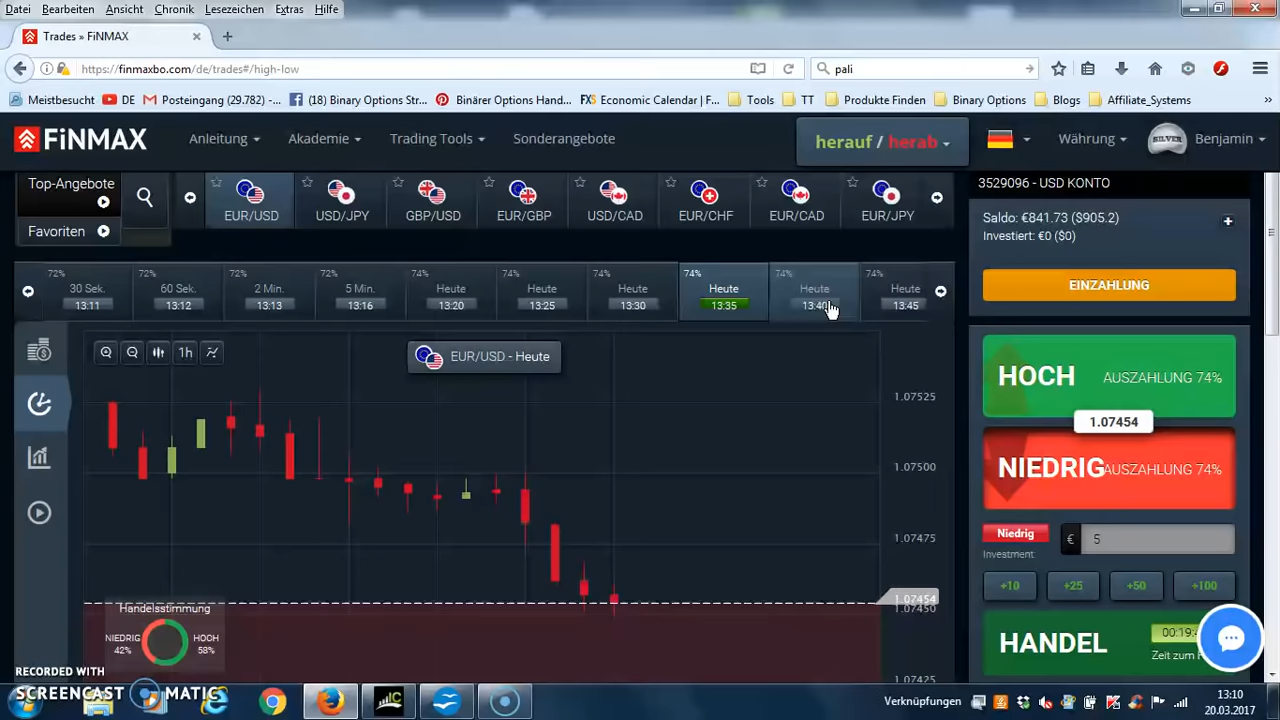 Datei Bearbeiten Ansicht Chronik Lesezeichen Extras Hilfe
Trades » FiNMAX
https://finmaxbo.com/de/trades#/high-low
pali
Meistbesucht DE Posteingang (29.782) -... (18) Binary Options Str... Binärer Options Hand... FXS Economic Calendar | F... Tools TT Produkte Finden Binary Options Blogs Affiliate_Systems »
FiNMAX Anleitung Akademie Trading Tools Sonderangebote herauf / herab Währung SILVER Benjamin
Top-Angebote
Favoriten
EUR/USD USD/JPY GBP/USD EUR/GBP USD/CAD EUR/CHF EUR/CAD EUR/JPY
3529096 - USD KONTO
Saldo: €841.73 ($905.2)
Investiert: €0 ($0)
EINZAHLUNG
72% 72% 72% 72% 74% 74% 74% 74% 74% 74%
30 Sek. 60 Sek. 2 Min. 5 Min. Heute Heute Heute Heute Heute Heute
13:11 13:12 13:13 13:16 13:20 13:25 13:30 13:35 13:40 13:45
1h
EUR/USD - Heute
1.07525
1.07500
1.07475
1.07454
1.07450
1.07425
HOCH AUSZAHLUNG 74%
1.07454
NIEDRIG AUSZAHLUNG 74%
Niedrig € 5
Investment:
+10 +25 +50 +100
HANDEL 00:19:
Zeit zum
Handelsstimmung
NIEDRIG
42%
HOCH
58%
RECORDED WITH
SCREENCAST MATIC
Verknüpfungen
13:10
20.03.2017